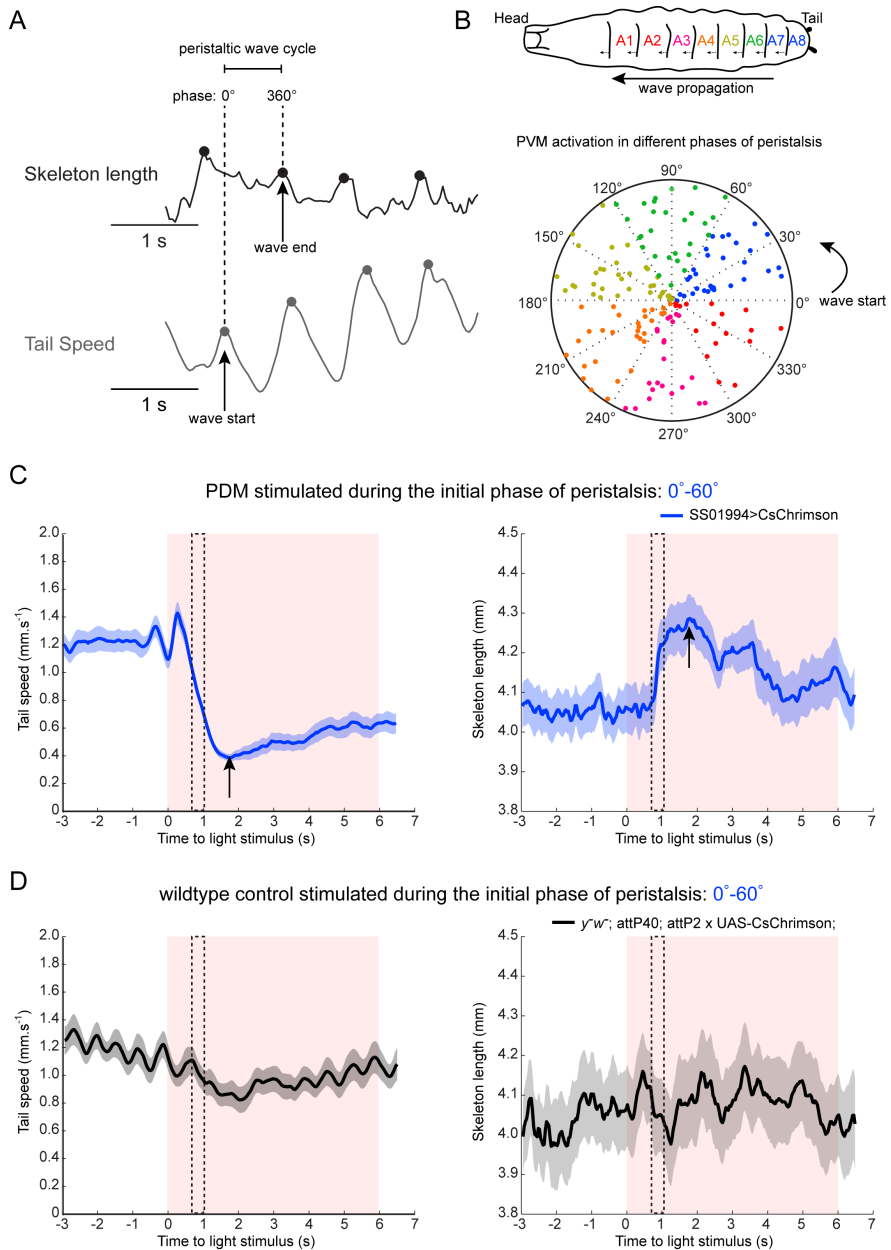 A
peristaltic wave cycle
phase: 0° 360°
Skeleton length
1 s
wave end
Tail Speed
1 s
wave start
B
Head
Tail
A1 A2 A3 A4 A5 A6 A7 A8
wave propagation
PVM activation in different phases of peristalsis
90°
120° 60°
150° 30°
180° 0°
wave start
210° 330°
240° 300°
270°
C
PDM stimulated during the initial phase of peristalsis: 0°-60°
SS01994>CsChrimson
Tail speed (mm.s⁻¹)
2.0
1.8
1.6
1.4
1.2
1.0
0.8
0.6
0.4
0.2
0
-3 -2 -1 0 1 2 3 4 5 6 7
Time to light stimulus (s)
Skeleton length (mm)
4.5
4.4
4.3
4.2
4.1
4.0
3.9
3.8
-3 -2 -1 0 1 2 3 4 5 6 7
Time to light stimulus (s)
D
wildtype control stimulated during the initial phase of peristalsis: 0°-60°
y⁻w⁻; attP40; attP2 x UAS-CsChrimson;
Tail speed (mm.s⁻¹)
2.0
1.8
1.6
1.4
1.2
1.0
0.8
0.6
0.4
0.2
0
-3 -2 -1 0 1 2 3 4 5 6 7
Time to light stimulus (s)
Skeleton length (mm)
4.5
4.4
4.3
4.2
4.1
4.0
3.9
3.8
-3 -2 -1 0 1 2 3 4 5 6 7
Time to light stimulus (s)